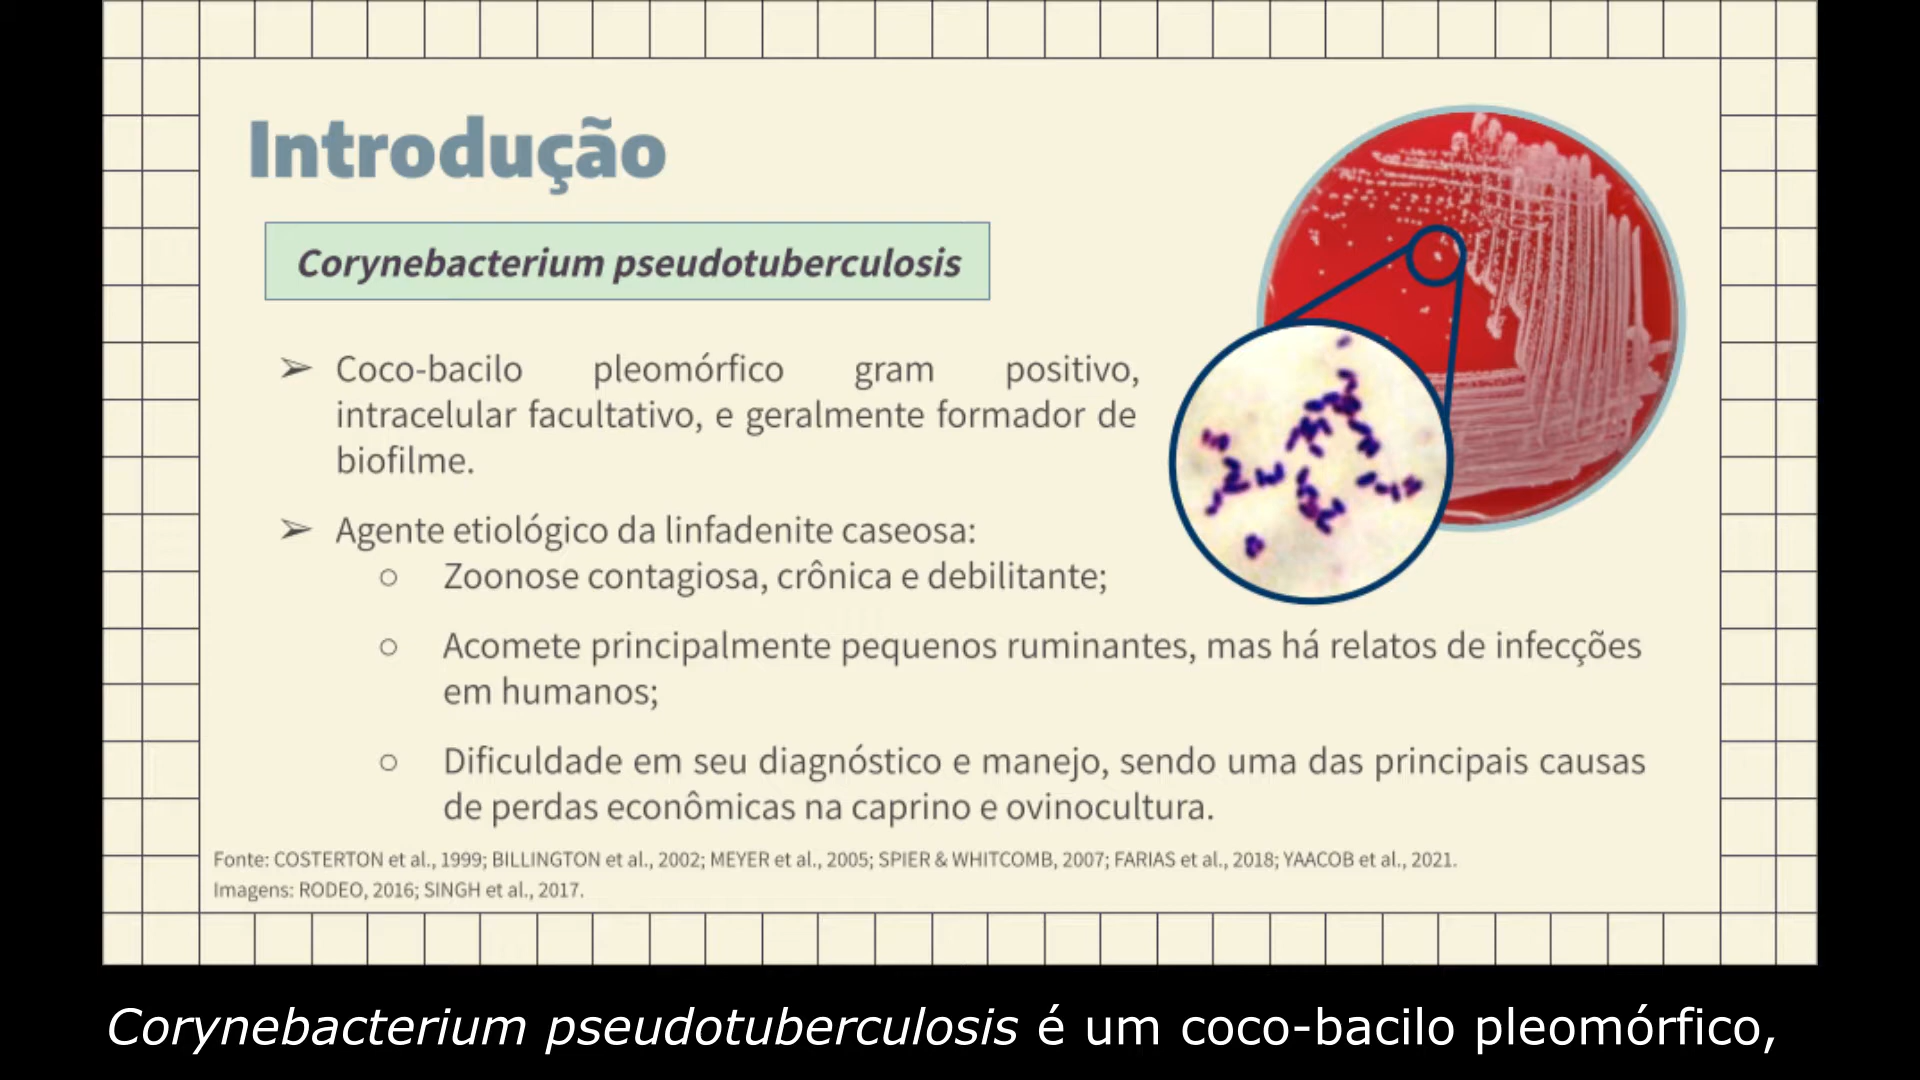 Introdução
Corynebacterium pseudotuberculosis
➢ Coco-bacilo pleomórfico gram positivo,
intracelular facultativo, e geralmente formador de
biofilme.
➢ Agente etiológico da linfadenite caseosa:
○ Zoonose contagiosa, crônica e debilitante;
○ Acomete principalmente pequenos ruminantes, mas há relatos de infecções
em humanos;
○ Dificuldade em seu diagnóstico e manejo, sendo uma das principais causas
de perdas econômicas na caprino e ovinocultura.
Fonte: COSTERTON et al., 1999; BILLINGTON et al., 2002; MEYER et al., 2005; SPIER & WHITCOMB, 2007; FARIAS et al., 2018; YAACOB et al., 2021.
Imagens: RODEO, 2016; SINGH et al., 2017.
Corynebacterium pseudotuberculosis é um coco-bacilo pleomórfico,